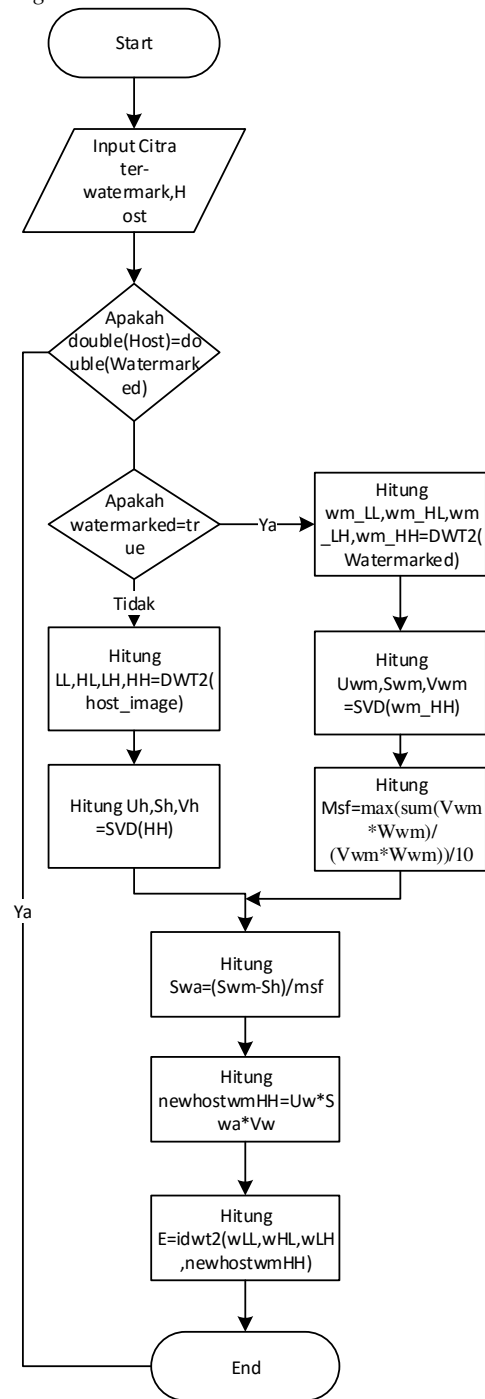 Start
Input Citra
ter-
watermark,H
ost
Apakah
double(Host)=do
uble(Watermark
ed)
Apakah
watermarked=tr
ue
Ya
Hitung
wm_LL,wm_HL,wm
_LH,wm_HH=DWT2(
Watermarked)
Tidak
Hitung
LL,HL,LH,HH=DWT2(
host_image)
Hitung
Uwm,Swm,Vwm
=SVD(wm_HH)
Hitung Uh,Sh,Vh
=SVD(HH)
Hitung
Msf=max(sum(Vwm
*Wwm)/
(Vwm*Wwm))/10
Ya
Hitung
Swa=(Swm-Sh)/msf
Hitung
newhostwmHH=Uw*S
wa*Vw
Hitung
E=idwt2(wLL,wHL,wLH
,newhostwmHH)
End